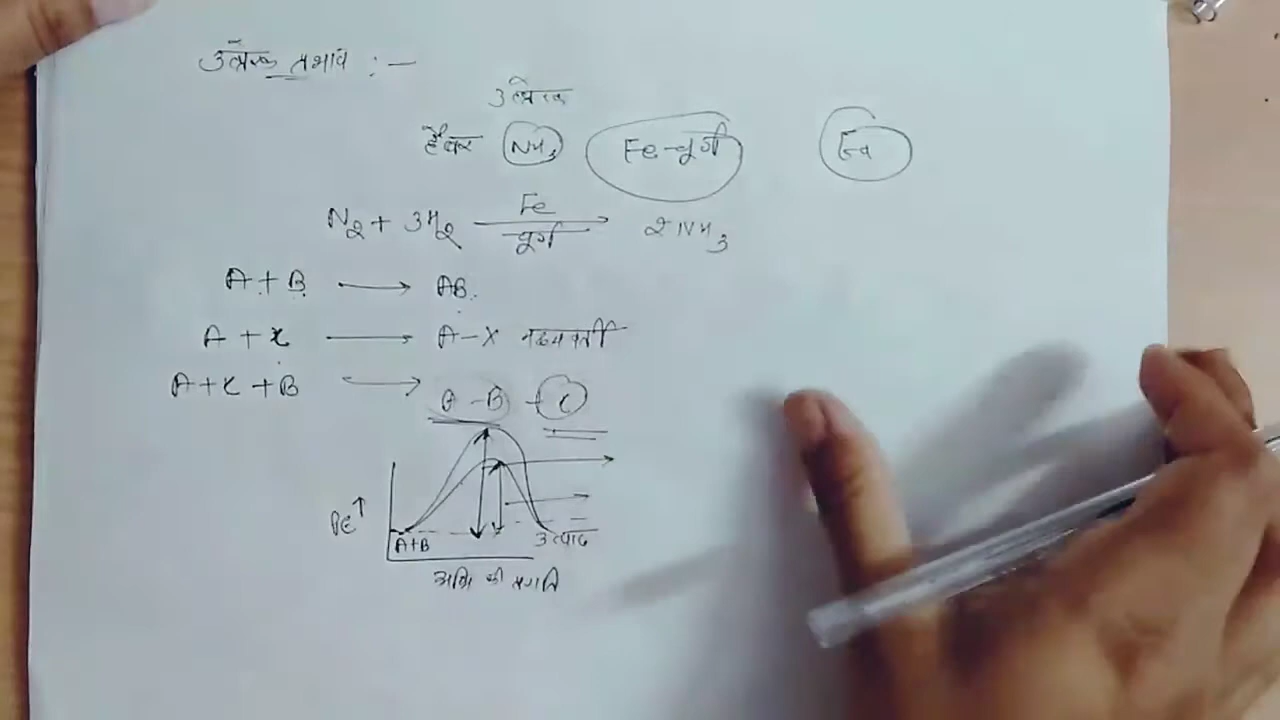 उत्प्रेरक प्रभाव :-
उत्प्रेरक
हैबर NH3 Fe-चूर्ण
N2 + 3H2 Fe चूर्ण → 2NH3
A + B → AB
A + x → A-X मध्यवर्ती
A+x+B → A-B + x
PE ↑
A+B उत्पाद
अभि की प्रगति